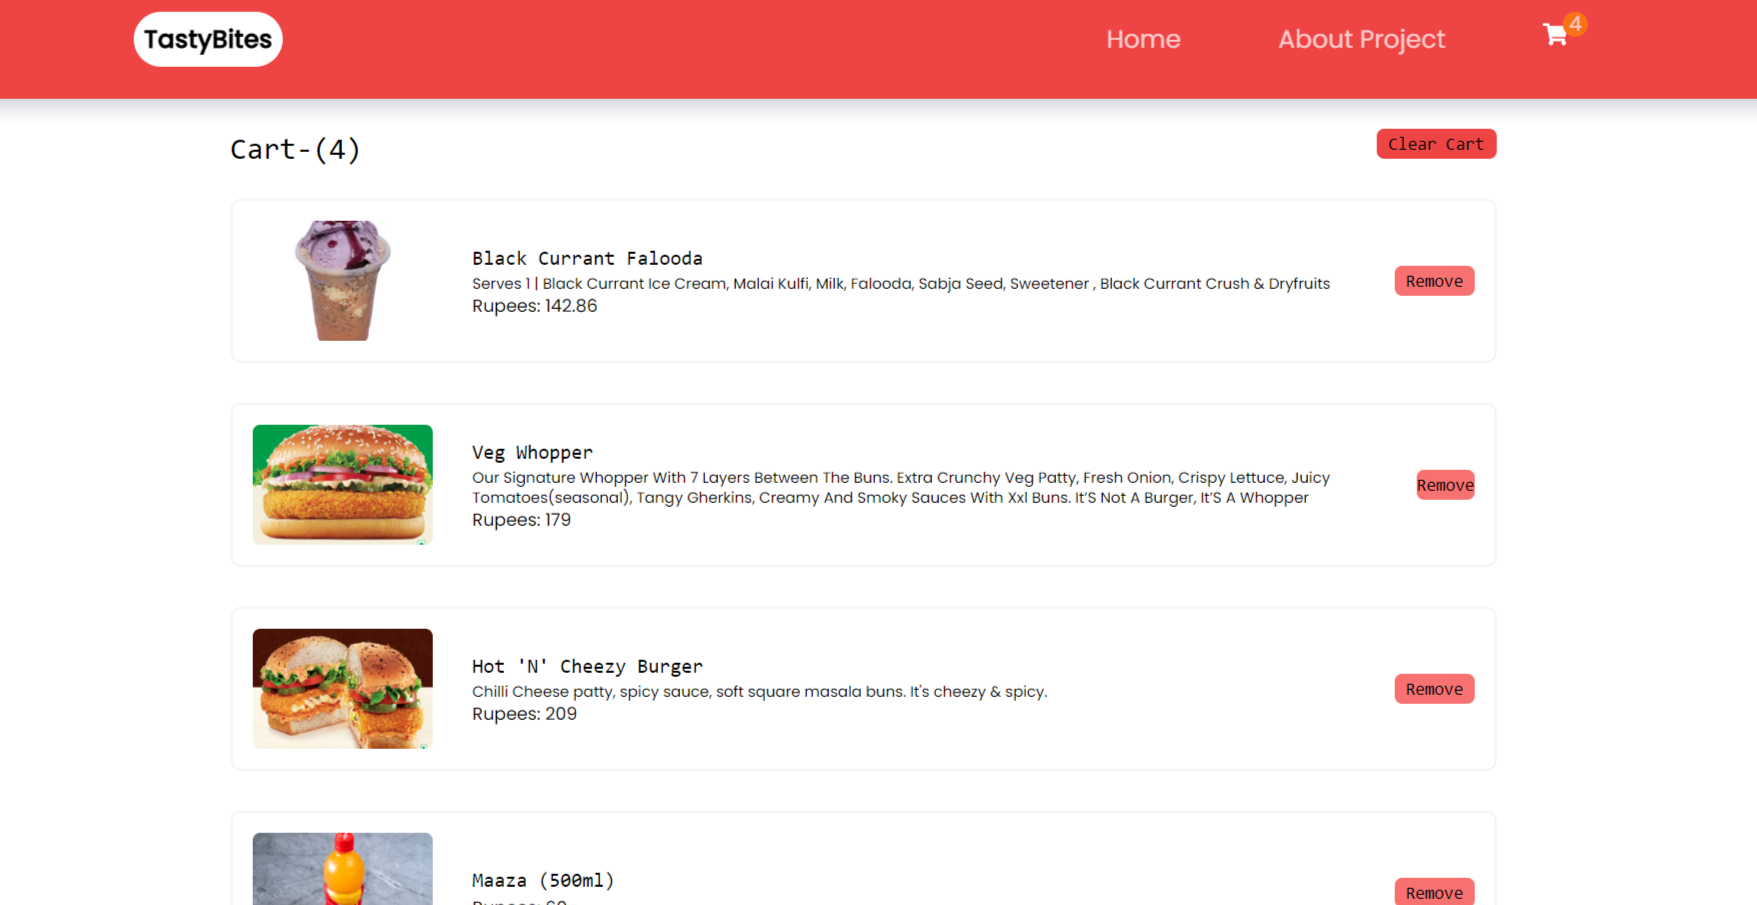 TastyBites
Home
About Project
4
Cart-(4)
Clear Cart
Black Currant Falooda
Serves 1 | Black Currant Ice Cream, Malai Kulfi, Milk, Falooda, Sabja Seed, Sweetener , Black Currant Crush & Dryfruits
Rupees: 142.86
Remove
Veg Whopper
Our Signature Whopper With 7 Layers Between The Buns. Extra Crunchy Veg Patty, Fresh Onion, Crispy Lettuce, Juicy
Tomatoes(seasonal), Tangy Gherkins, Creamy And Smoky Sauces With Xxl Buns. It’S Not A Burger, It’S A Whopper
Rupees: 179
Remove
Hot 'N' Cheezy Burger
Chilli Cheese patty, spicy sauce, soft square masala buns. It's cheezy & spicy.
Rupees: 209
Remove
Maaza (500ml)
Remove